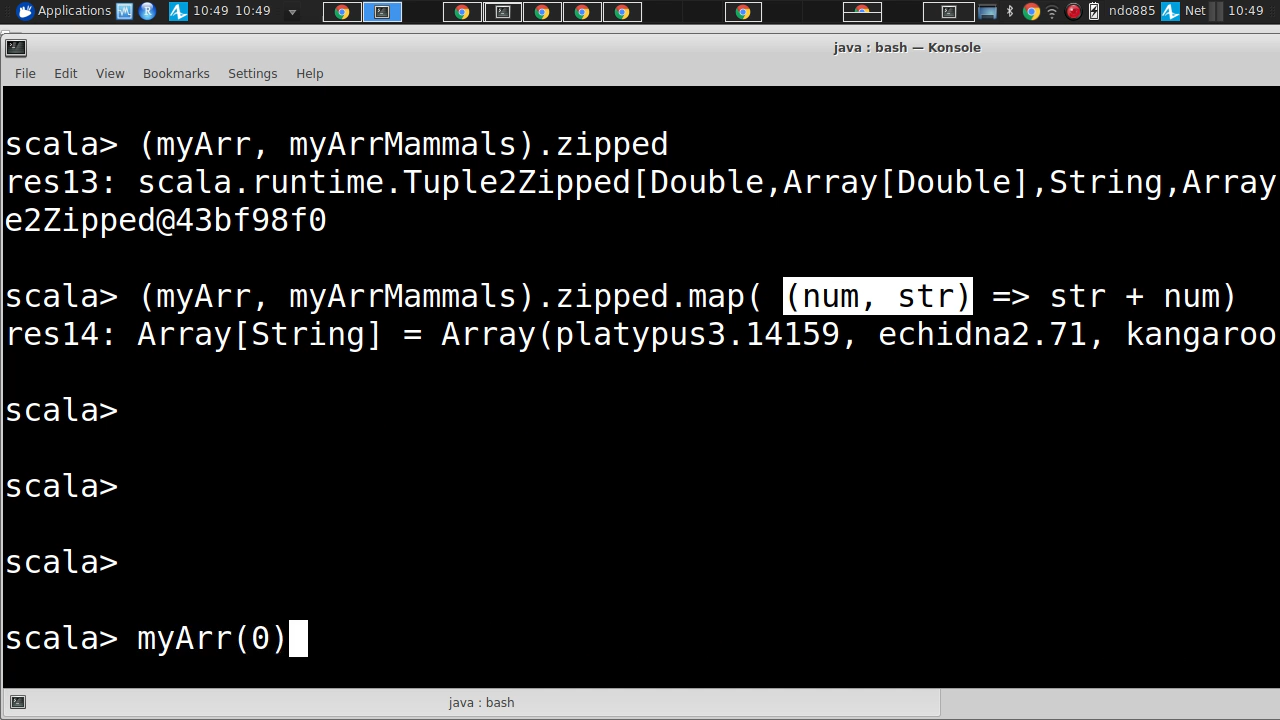 Applications 10:49 10:49 ndo885 Net 10:49
java : bash — Konsole
File Edit View Bookmarks Settings Help
scala> (myArr, myArrMammals).zipped
res13: scala.runtime.Tuple2Zipped[Double,Array[Double],String,Array
e2Zipped@43bf98f0
scala> (myArr, myArrMammals).zipped.map( (num, str) => str + num)
res14: Array[String] = Array(platypus3.14159, echidna2.71, kangaroo
scala>
scala>
scala>
scala> myArr(0)
java : bash